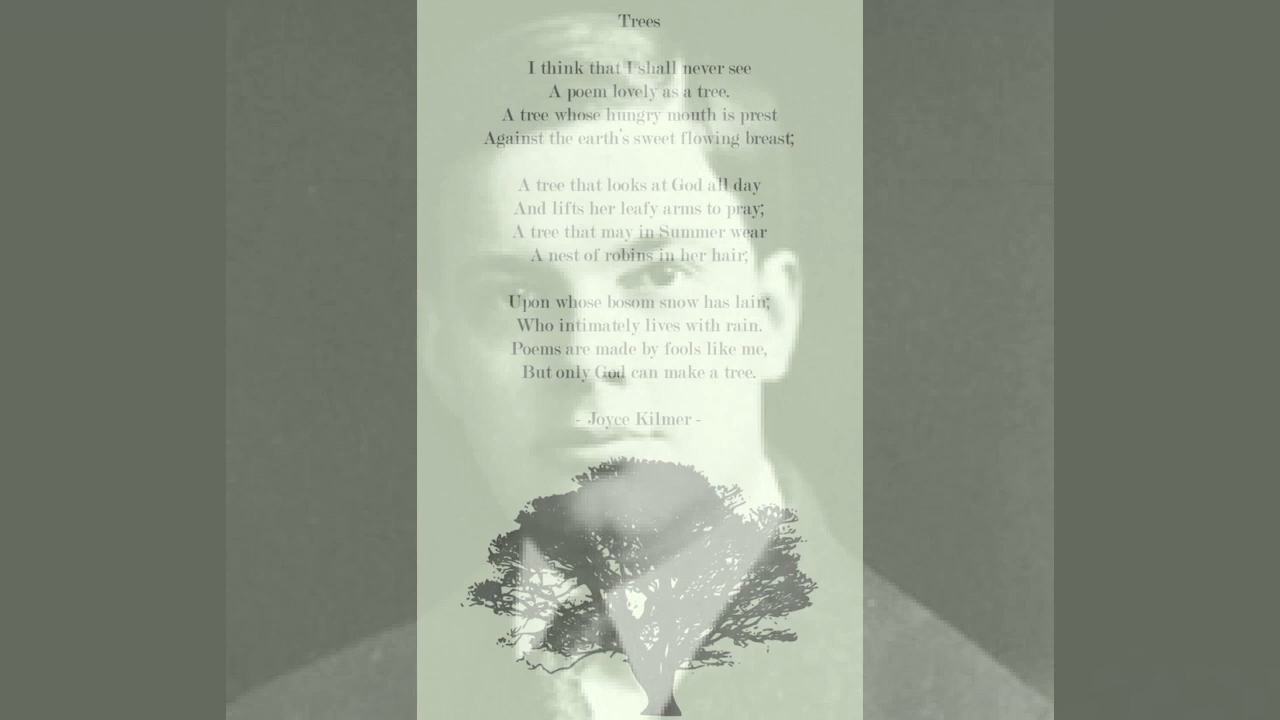 Trees
I think that I shall never see
A poem lovely as a tree.
A tree whose hungry mouth is prest
Against the earth's sweet flowing breast;
A tree that looks at God all day
And lifts her leafy arms to pray;
A tree that may in Summer wear
A nest of robins in her hair;
Upon whose bosom snow has lain;
Who intimately lives with rain.
Poems are made by fools like me,
But only God can make a tree.
- Joyce Kilmer -